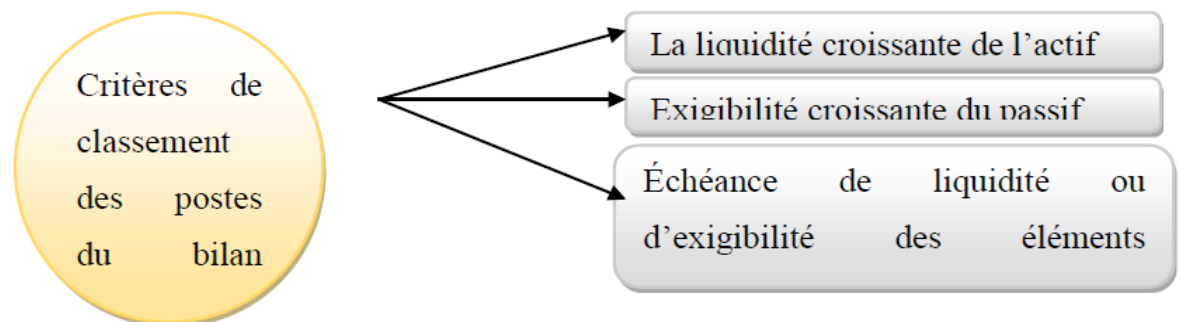 Critères de
classement
des postes
du bilan
La liquidité croissante de l’actif
Exigibilité croissante du passif
Échéance de liquidité ou
d’exigibilité des éléments